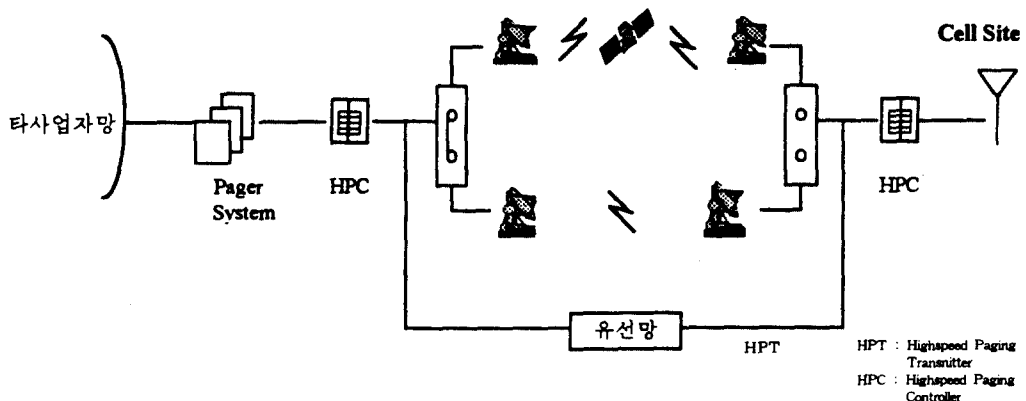 Cell Site
타사업자망
Pager
System
HPC
HPC
유선망
HPT
HPT : Highspeed Paging
Transmitter
HPC : Highspeed Paging
Controller